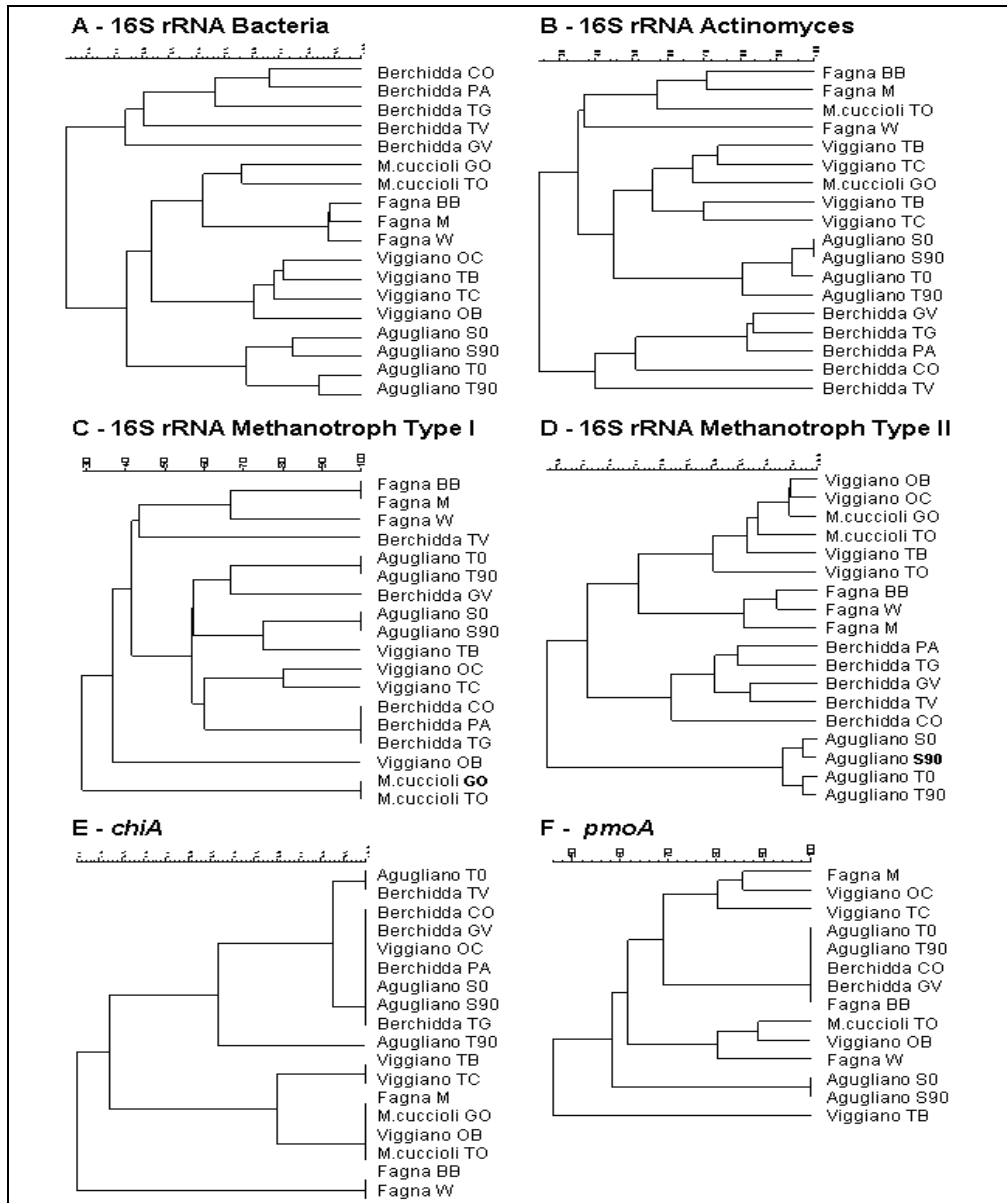 A - 16S rRNA Bacteria
Berchidda CO
Berchidda PA
Berchidda TG
Berchidda TV
Berchidda GV
M.cuccioli GO
M.cuccioli TO
Fagna BB
Fagna M
Fagna W
Viggiano OC
Viggiano TB
Viggiano TC
Viggiano OB
Agugliano S0
Agugliano S90
Agugliano T0
Agugliano T90
B - 16S rRNA Actinomyces
Fagna BB
Fagna M
M.cuccioli TO
Fagna W
Viggiano TB
Viggiano TC
M.cuccioli GO
Viggiano TB
Viggiano TC
Agugliano S0
Agugliano S90
Agugliano T0
Agugliano T90
Berchidda GV
Berchidda TG
Berchidda PA
Berchidda CO
Berchidda TV
C - 16S rRNA Methanotroph Type I
Fagna BB
Fagna M
Fagna W
Berchidda TV
Agugliano T0
Agugliano T90
Berchidda GV
Agugliano S0
Agugliano S90
Viggiano TB
Viggiano OC
Viggiano TC
Berchidda CO
Berchidda PA
Berchidda TG
Viggiano OB
M.cuccioli GO
M.cuccioli TO
D - 16S rRNA Methanotroph Type II
Viggiano OB
Viggiano OC
M.cuccioli GO
M.cuccioli TO
Viggiano TB
Viggiano TO
Fagna BB
Fagna W
Fagna M
Berchidda PA
Berchidda TG
Berchidda GV
Berchidda TV
Berchidda CO
Agugliano S0
Agugliano S90
Agugliano T0
Agugliano T90
E - chiA
Agugliano T0
Berchidda TV
Berchidda CO
Berchidda GV
Viggiano OC
Berchidda PA
Agugliano S0
Agugliano S90
Berchidda TG
Agugliano T90
Viggiano TB
Viggiano TC
Fagna M
M.cuccioli GO
Viggiano OB
M.cuccioli TO
Fagna BB
Fagna W
F - pmoA
Fagna M
Viggiano OC
Viggiano TC
Agugliano T0
Agugliano T90
Berchidda CO
Berchidda GV
Fagna BB
M.cuccioli TO
Viggiano OB
Fagna W
Agugliano S0
Agugliano S90
Viggiano TB